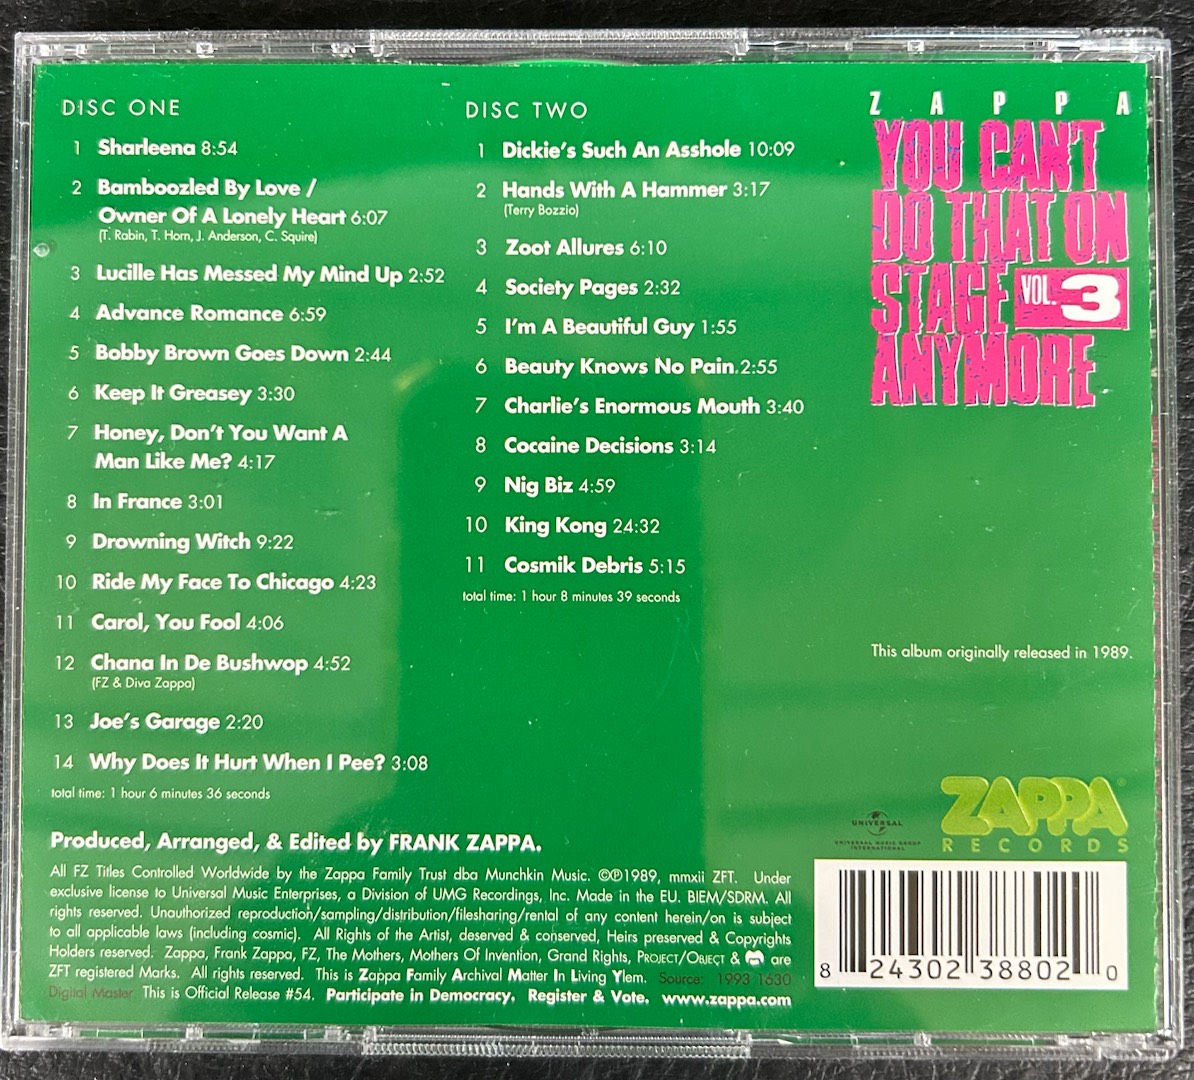 DISC ONE
1 Sharleena 8:54
2 Bamboozled By Love /
Owner Of A Lonely Heart 6:07
(T. Rabin, T. Horn, J. Anderson, C. Squire)
3 Lucille Has Messed My Mind Up 2:52
4 Advance Romance 6:59
5 Bobby Brown Goes Down 2:44
6 Keep It Greasey 3:30
7 Honey, Don't You Want A
Man Like Me? 4:17
8 In France 3:01
9 Drowning Witch 9:22
10 Ride My Face To Chicago 4:23
11 Carol, You Fool 4:06
12 Chana In De Bushwop 4:52
(FZ & Diva Zappa)
13 Joe's Garage 2:20
14 Why Does It Hurt When I Pee? 3:08
total time: 1 hour 6 minutes 36 seconds
DISC TWO
1 Dickie's Such An Asshole 10:09
2 Hands With A Hammer 3:17
(Terry Bozzio)
3 Zoot Allures 6:10
4 Society Pages 2:32
5 I'm A Beautiful Guy 1:55
6 Beauty Knows No Pain 2:55
7 Charlie's Enormous Mouth 3:40
8 Cocaine Decisions 3:14
9 Nig Biz 4:59
10 King Kong 24:32
11 Cosmik Debris 5:15
total time: 1 hour 8 minutes 39 seconds
ZAPPA
YOU CAN'T
DO THAT ON
STAGE VOL. 3
ANYMORE
This album originally released in 1989.
Produced, Arranged, & Edited by FRANK ZAPPA.
All FZ Titles Controlled Worldwide by the Zappa Family Trust dba Munchkin Music. ©℗1989, mmxii ZFT. Under
exclusive license to Universal Music Enterprises, a Division of UMG Recordings, Inc. Made in the EU. BIEM/SDRM. All
rights reserved. Unauthorized reproduction/sampling/distribution/filesharing/rental of any content herein/on is subject
to all applicable laws (including cosmic). All Rights of the Artist, deserved & conserved, Heirs preserved & Copyrights
Holders reserved. Zappa, Frank Zappa, FZ, The Mothers, Mothers Of Invention, Grand Rights, PROJECT/OBJECT & are
ZFT registered Marks. All rights reserved. This is Zappa Family Archival Matter In Living Ylem. Source: 1993 1630
Digital Master This is Official Release #54. Participate in Democracy. Register & Vote. www.zappa.com
UNIVERSAL
UNIVERSAL MUSIC GROUP
INTERNATIONAL
ZAPPA®
RECORDS
8 24302 38802 0